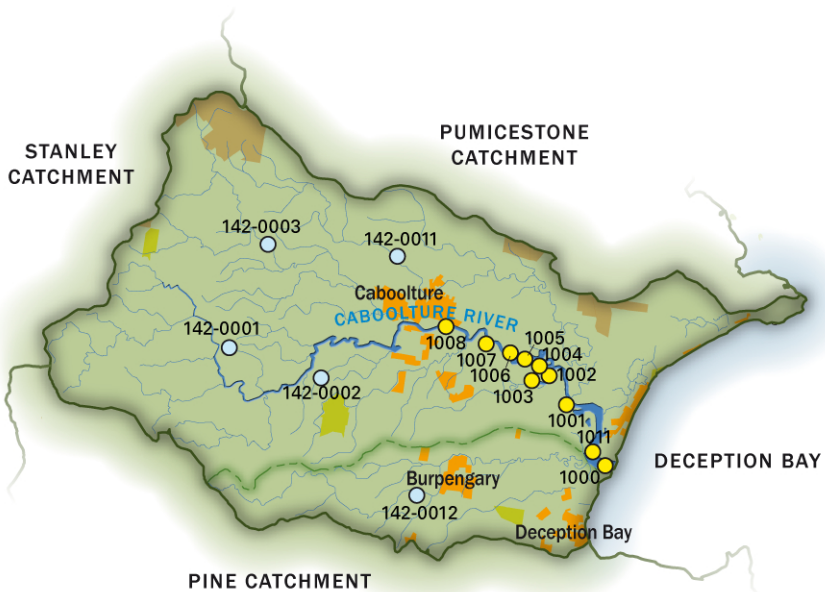 PUMICESTONE
CATCHMENT
STANLEY
CATCHMENT
142-0003
142-0011
Caboolture
CABOOLTURE RIVER
142-0001
1008
1005
1007
1004
1006
1002
142-0002
1003
1001
1011
DECEPTION BAY
1000
Burpengary
142-0012
Deception Bay
PINE CATCHMENT